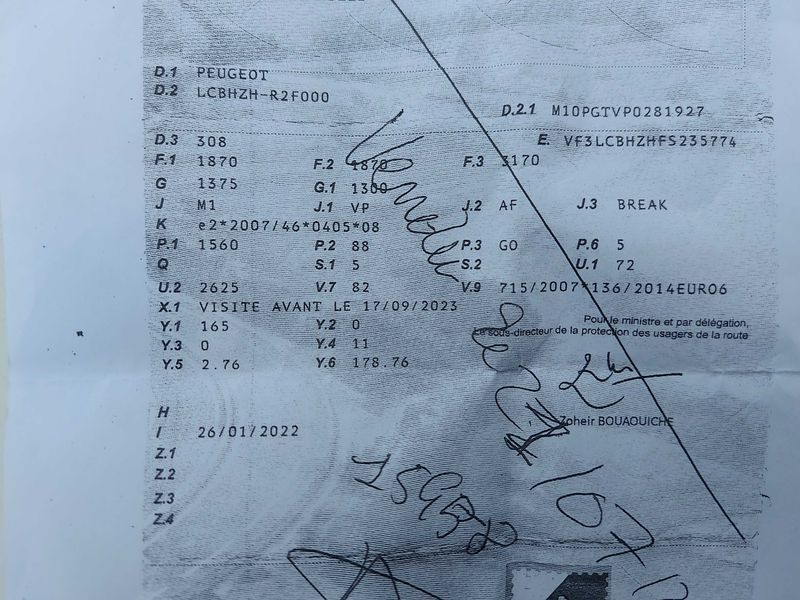 D.1 PEUGEOT
D.2 LCBHZH-R2F000
D.2.1 M10PGTVP0281927
D.3 308 E. VF3LCBHZHFS235774
F.1 1870 F.2 1870 F.3 3170
G 1375 G.1 1300
J M1 J.1 VP J.2 AF J.3 BREAK
K e2*2007/46*0405*08
P.1 1560 P.2 88 P.3 GO P.6 5
Q S.1 5 S.2 U.1 72
U.2 2625 V.7 82 V.9 715/2007*136/2014EURO6
X.1 VISITE AVANT LE 17/09/2023
Y.1 165 Y.2 0
Pour le ministre et par délégation,
Le sous-directeur de la protection des usagers de la route
Y.3 0 Y.4 11
Y.5 2.76 Y.6 178.76
Zoheir BOUAOUICHE
H
I 26/01/2022
Z.1
Z.2
Z.3
Z.4